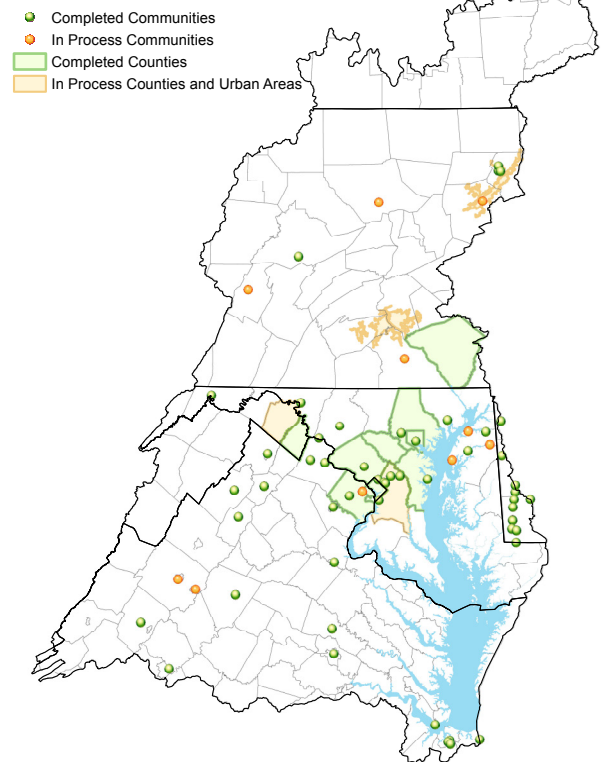 Completed Communities
In Process Communities
Completed Counties
In Process Counties and Urban Areas